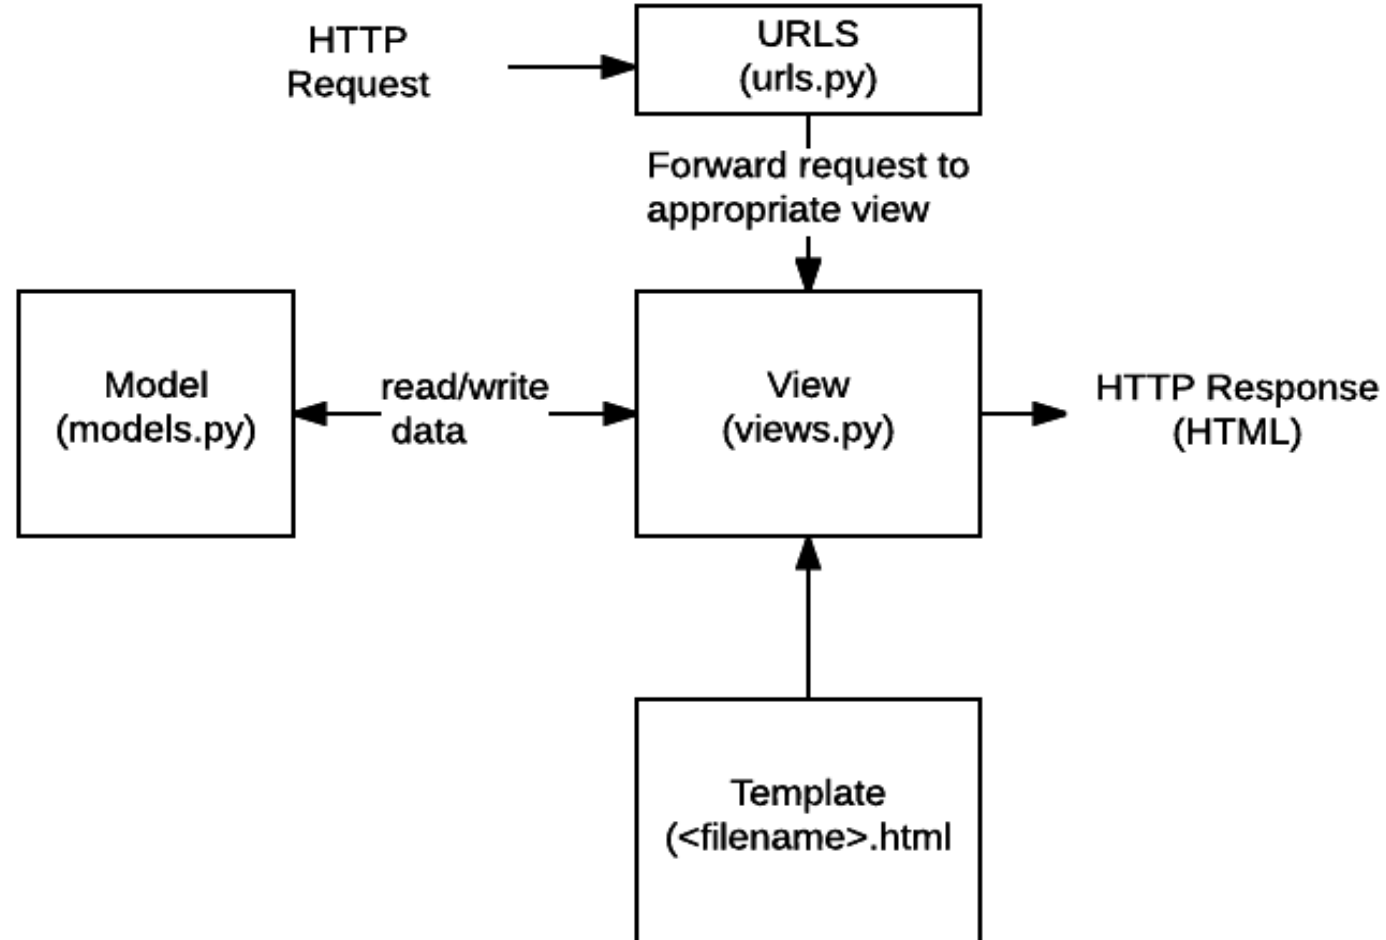 HTTP
Request
URLS
(urls.py)
Forward request to
appropriate view
Model
(models.py)
read/write
data
View
(views.py)
HTTP Response
(HTML)
Template
(<filename>.html